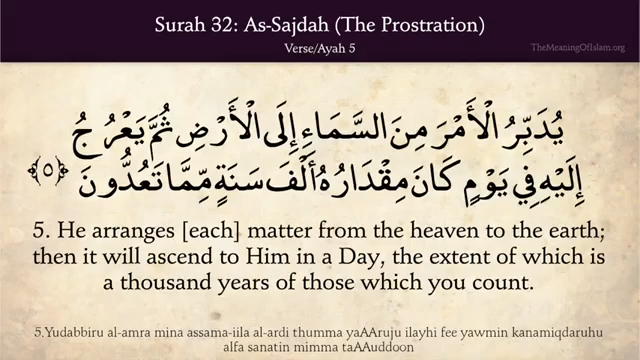 Surah 32: As-Sajdah (The Prostration)
Verse/Ayah 5
TheMeaningOfIslam.org
يُدَبِّرُ الْأَمْرَ مِنَ السَّمَاءِ إِلَى الْأَرْضِ ثُمَّ يَعْرُجُ
إِلَيْهِ فِي يَوْمٍ كَانَ مِقْدَارُهُ أَلْفَ سَنَةٍ مِّمَّا تَعُدُّونَ ﴿٥﴾
5. He arranges [each] matter from the heaven to the earth;
then it will ascend to Him in a Day, the extent of which is
a thousand years of those which you count.
5.Yudabbiru al-amra mina assama-iila al-ardi thumma yaAAruju ilayhi fee yawmin kanamiqdaruhu
alfa sanatin mimma taAAuddoon